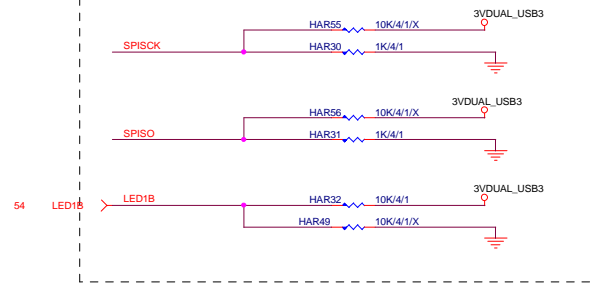 3VDUAL_USB3
HAR55 10K/4/1/X
SPISCK HAR30 1K/4/1
3VDUAL_USB3
HAR56 10K/4/1/X
SPISO HAR31 1K/4/1
3VDUAL_USB3
54 LED1B LED1B HAR32 10K/4/1
HAR49 10K/4/1/X